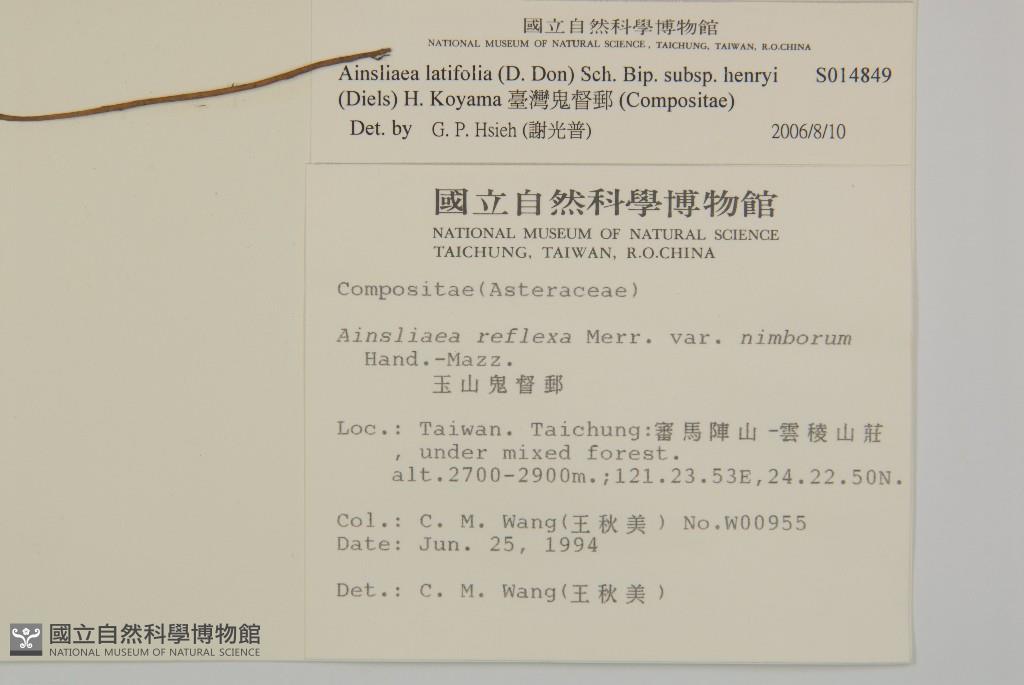 國立自然科學博物館
NATIONAL MUSEUM OF NATURAL SCIENCE, TAICHUNG, TAIWAN, R.O.CHINA
Ainsliaea latifolia (D. Don) Sch. Bip. subsp. henryi S014849
(Diels) H. Koyama 臺灣鬼督郵 (Compositae)
Det. by G. P. Hsieh (謝光普) 2006/8/10
國立自然科學博物館
NATIONAL MUSEUM OF NATURAL SCIENCE
TAICHUNG, TAIWAN, R.O.CHINA
Compositae(Asteraceae)
Ainsliaea reflexa Merr. var. nimborum
Hand.-Mazz.
玉山鬼督郵
Loc.: Taiwan. Taichung:審馬陣山-雲稜山莊
, under mixed forest.
alt.2700-2900m.;121.23.53E,24.22.50N.
Col.: C. M. Wang(王秋美) No.W00955
Date: Jun. 25, 1994
Det.: C. M. Wang(王秋美)
國立自然科學博物館
NATIONAL MUSEUM OF NATURAL SCIENCE